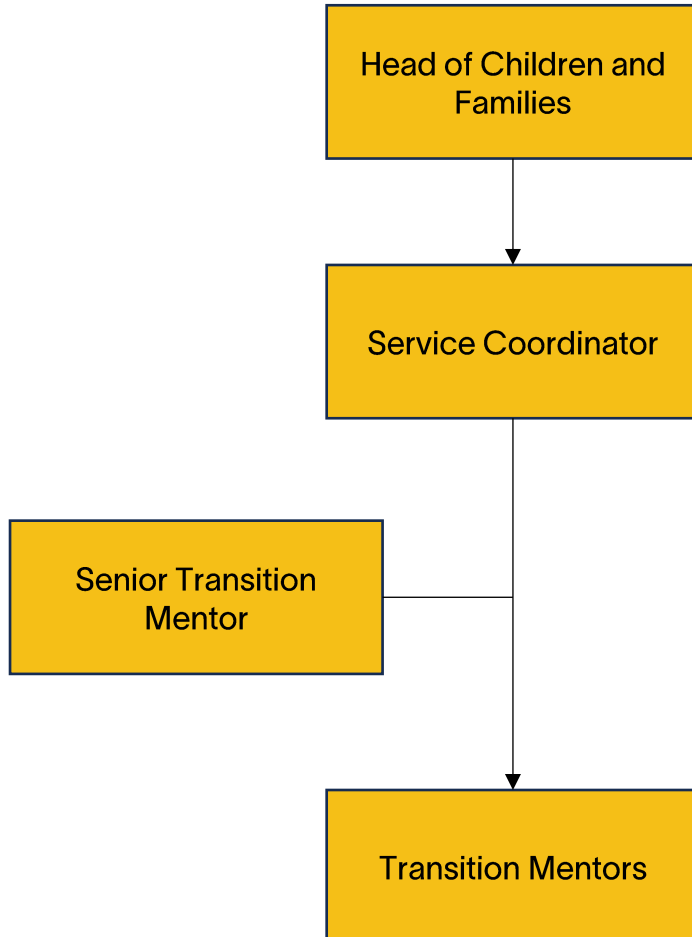 Head of Children and
Families
Service Coordinator
Senior Transition
Mentor
Transition Mentors